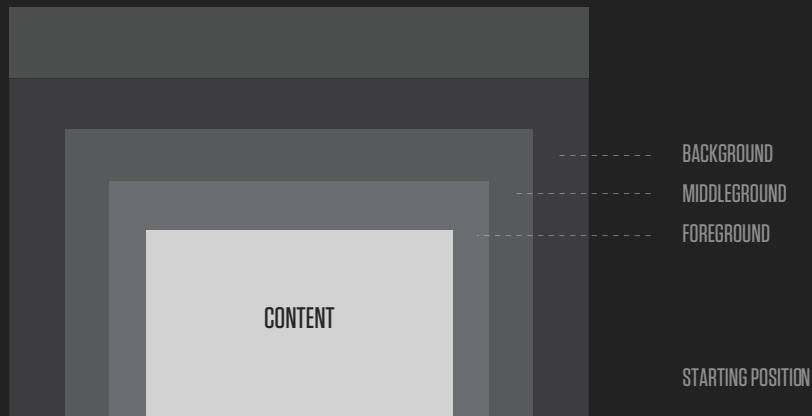 BACKGROUND
MIDDLEGROUND
FOREGROUND
CONTENT
STARTING POSITION